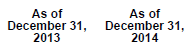 As of As of
December 31, December 31,
2013 2014